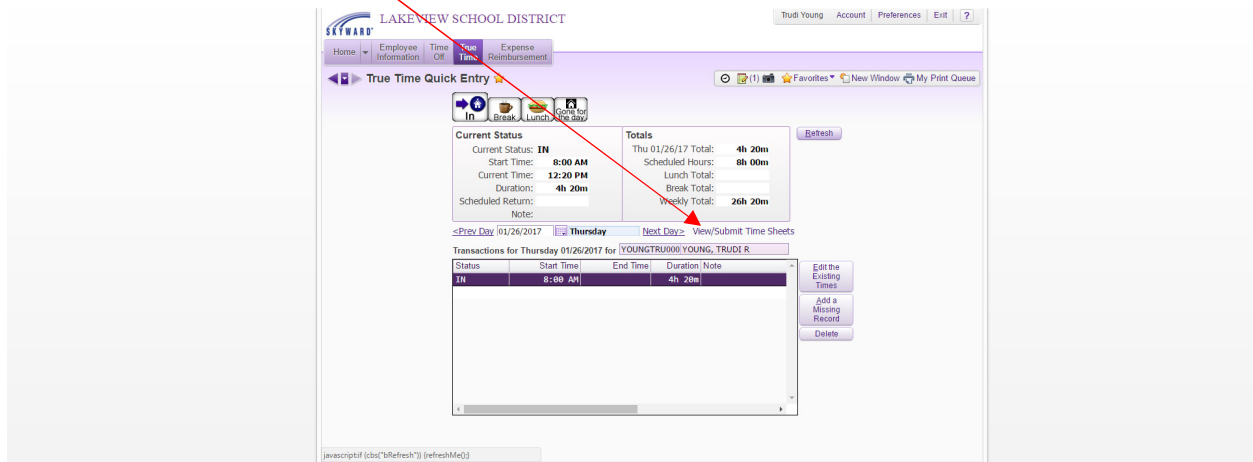 LAKEVIEW SCHOOL DISTRICT
SKYWARD
Trudi Young Account Preferences Exit ?
Home Employee Information Time Off True Time Expense Reimbursement
True Time Quick Entry
(1) Favorites New Window My Print Queue
In Break Lunch Gone for the day
Current Status
Current Status: IN
Start Time: 8:00 AM
Current Time: 12:20 PM
Duration: 4h 20m
Scheduled Return:
Note:
Totals
Thu 01/26/17 Total: 4h 20m
Scheduled Hours: 8h 00m
Lunch Total:
Break Total:
Weekly Total: 26h 20m
Refresh
<Prev Day 01/26/2017 Thursday Next Day> View/Submit Time Sheets
Transactions for Thursday 01/26/2017 for YOUNGTRU000 YOUNG, TRUDI R
Status Start Time End Time Duration Note
IN 8:00 AM 4h 20m
Edit the
Existing
Times
Add a
Missing
Record
Delete
javascript:if (cbs("bRefresh")) {refreshMe();}